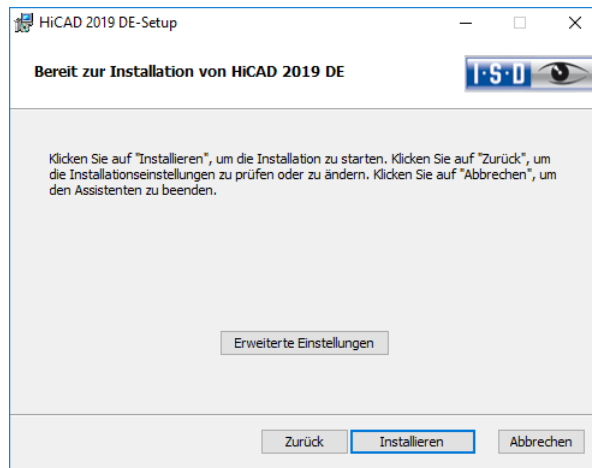 HiCAD 2019 DE-Setup
Bereit zur Installation von HiCAD 2019 DE
I·S·D
Klicken Sie auf "Installieren", um die Installation zu starten. Klicken Sie auf "Zurück", um
die Installationseinstellungen zu prüfen oder zu ändern. Klicken Sie auf "Abbrechen", um
den Assistenten zu beenden.
Erweiterte Einstellungen
Zurück
Installieren
Abbrechen